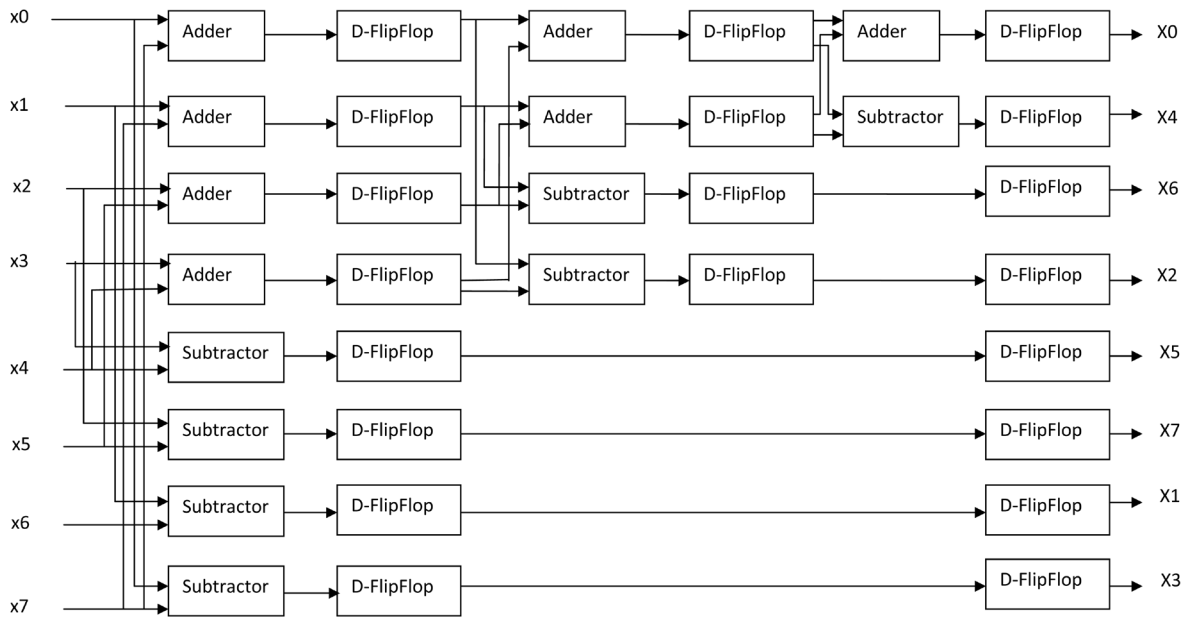 x0 Adder D-FlipFlop Adder D-FlipFlop Adder D-FlipFlop X0
x1 Adder D-FlipFlop Adder D-FlipFlop Subtractor D-FlipFlop X4
x2 Adder D-FlipFlop Subtractor D-FlipFlop D-FlipFlop X6
x3 Adder D-FlipFlop Subtractor D-FlipFlop D-FlipFlop X2
x4 Subtractor D-FlipFlop D-FlipFlop X5
x5 Subtractor D-FlipFlop D-FlipFlop X7
x6 Subtractor D-FlipFlop D-FlipFlop X1
x7 Subtractor D-FlipFlop D-FlipFlop X3